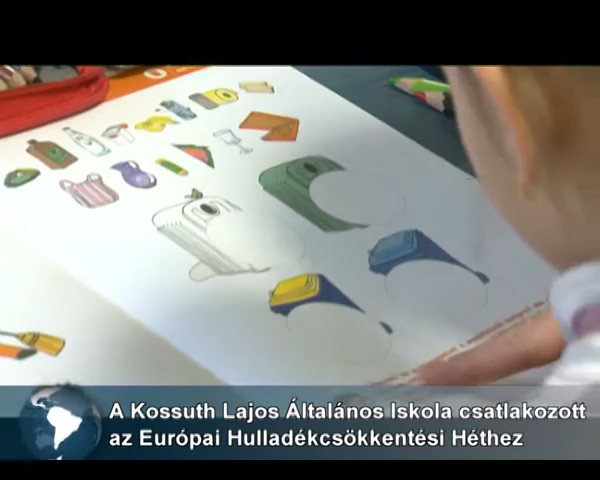 A Kossuth Lajos Általános Iskola csatlakozott
az Európai Hulladékcsökkentési Héthez